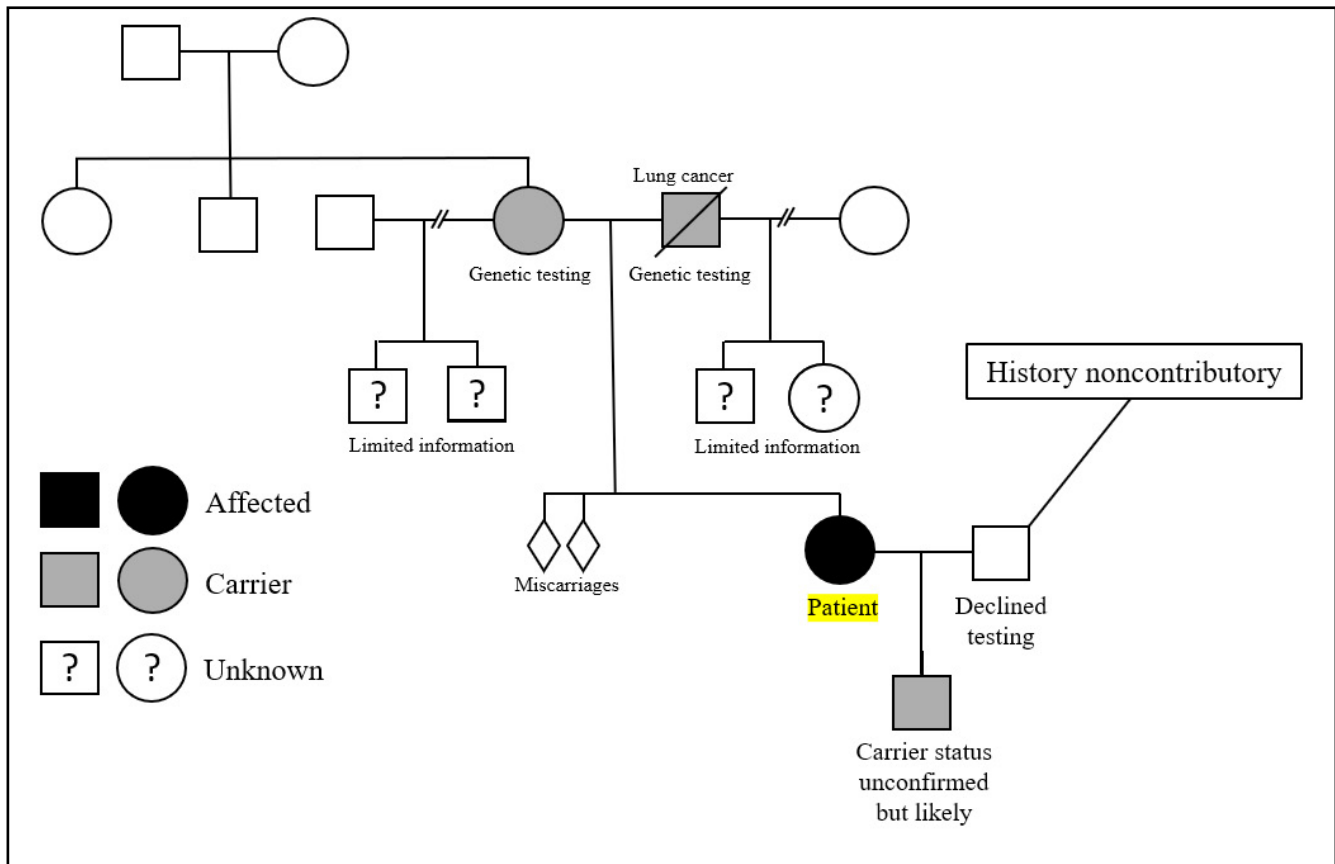 Lung cancer
Genetic testing
Genetic testing
?
?
?
?
Limited information
Limited information
History noncontributory
Affected
Carrier
?
?
Unknown
Miscarriages
Patient
Declined
testing
Carrier status
unconfirmed
but likely